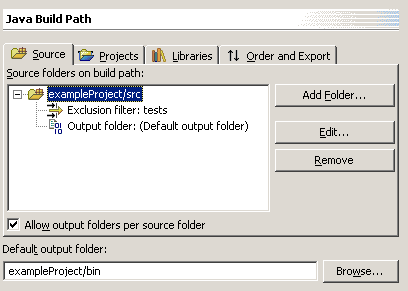 Java Build Path
Source Projects Libraries Order and Export
Source folders on build path:
exampleProject/src
Exclusion filter: tests
Output folder: (Default output folder)
Add Folder...
Edit...
Remove
Allow output folders per source folder
Default output folder:
exampleProject/bin
Browse...